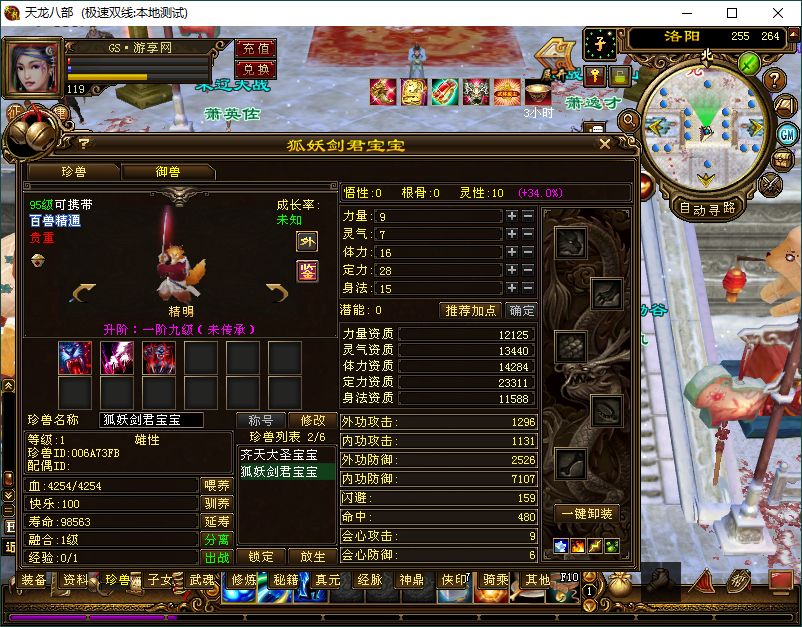 天龙八部 (极速双线:本地测试)
GS·游享网
充值
兑换
119
萧英佐
3小时
萧逸才
洛阳 255 264
北
GM
自动寻路
狐妖剑君宝宝
珍兽
御兽
95级可携带
百兽精通
贵重
成长率:
未知
外
鉴
精明
升阶:一阶九级(未传承)
珍兽名称 狐妖剑君宝宝
称号
修改
等级:1 雄性
珍兽ID:006A73FB
配偶ID:
珍兽列表 2/6
齐天大圣宝宝
狐妖剑君宝宝
血:4254/4254 喂养
快乐:100 驯养
寿命:98563 延寿
融合:1级 分离
经验:0/1 出战
锁定
放生
悟性:0 根骨:0 灵性:10 (+34.0%)
力量: 9
灵气: 7
体力: 16
定力: 28
身法: 15
潜能: 0 推荐加点 确定
力量资质 12125
灵气资质 13440
体力资质 14284
定力资质 23311
身法资质 11588
外功攻击: 1296
内功攻击: 1131
外功防御: 2526
内功防御: 7107
闪避: 159
命中: 480
会心攻击: 9
会心防御: 6
一键卸装
装备 资料 珍兽 子女 武魂 修炼 秘籍 真元 经脉 神鼎 侠印 骑乘 其他 F10
1